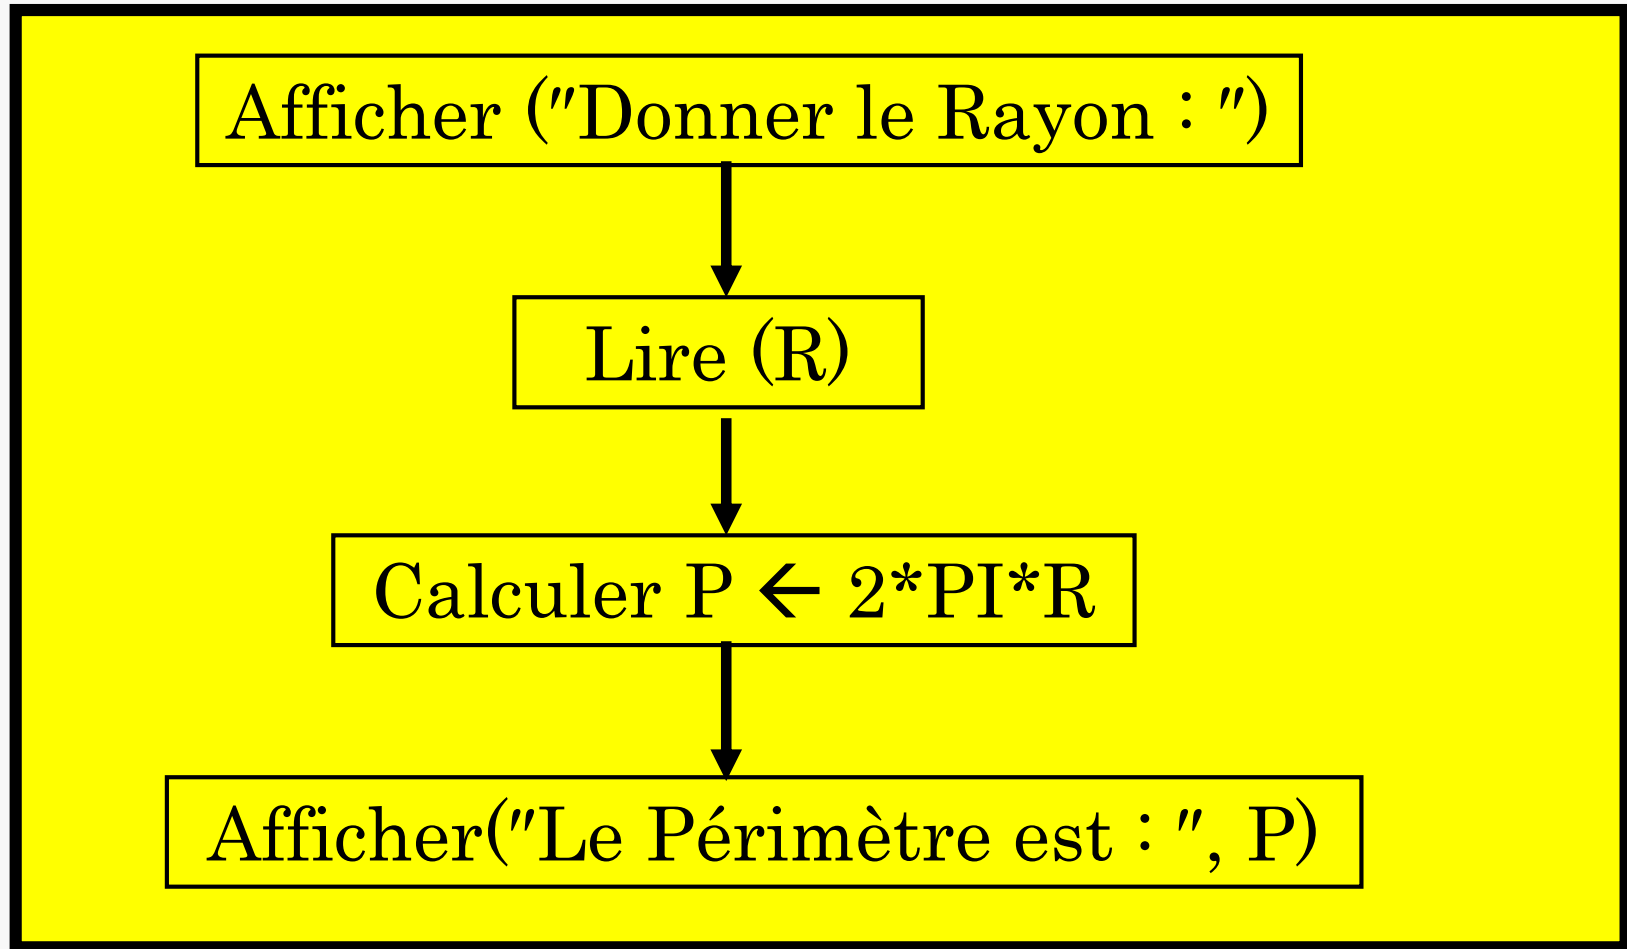 Afficher ("Donner le Rayon : ")
Lire (R)
Calculer P ← 2*PI*R
Afficher("Le Périmètre est : ", P)